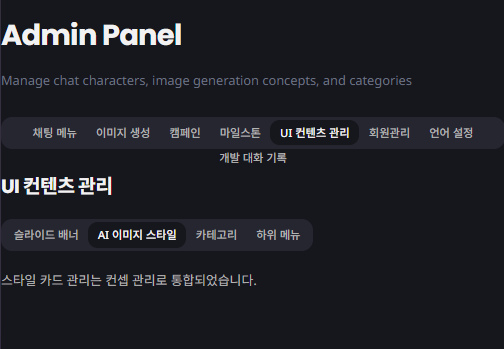 Admin Panel
Manage chat characters, image generation concepts, and categories
채팅 메뉴 이미지 생성 캠페인 마일스톤 UI 컨텐츠 관리 회원관리 언어 설정
개발 대화 기록
UI 컨텐츠 관리
슬라이드 배너 AI 이미지 스타일 카테고리 하위 메뉴
스타일 카드 관리는 컨셉 관리로 통합되었습니다.